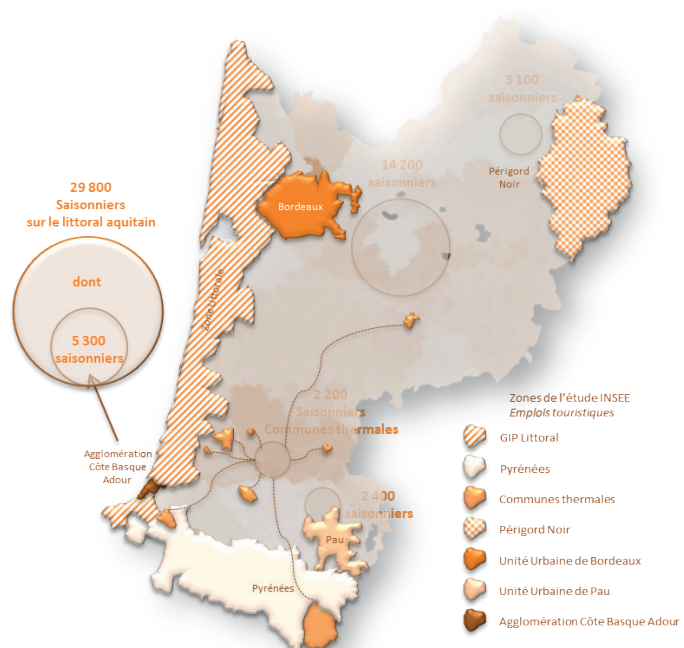 3 100
saisonniers
14 200
saisonniers
Périgord
Noir
29 800
Saisonniers
sur le littoral aquitain
Bordeaux
dont
Zone Littorale
5 300
saisonniers
2 200
Saisonniers
Communes thermales
Zones de l'étude INSEE
Emplois touristiques
GIP Littoral
Agglomération
Côte Basque
Adour
Pyrénées
2 400
saisonniers
Communes thermales
Périgord Noir
Pau
Unité Urbaine de Bordeaux
Pyrénées
Unité Urbaine de Pau
Agglomération Côte Basque Adour